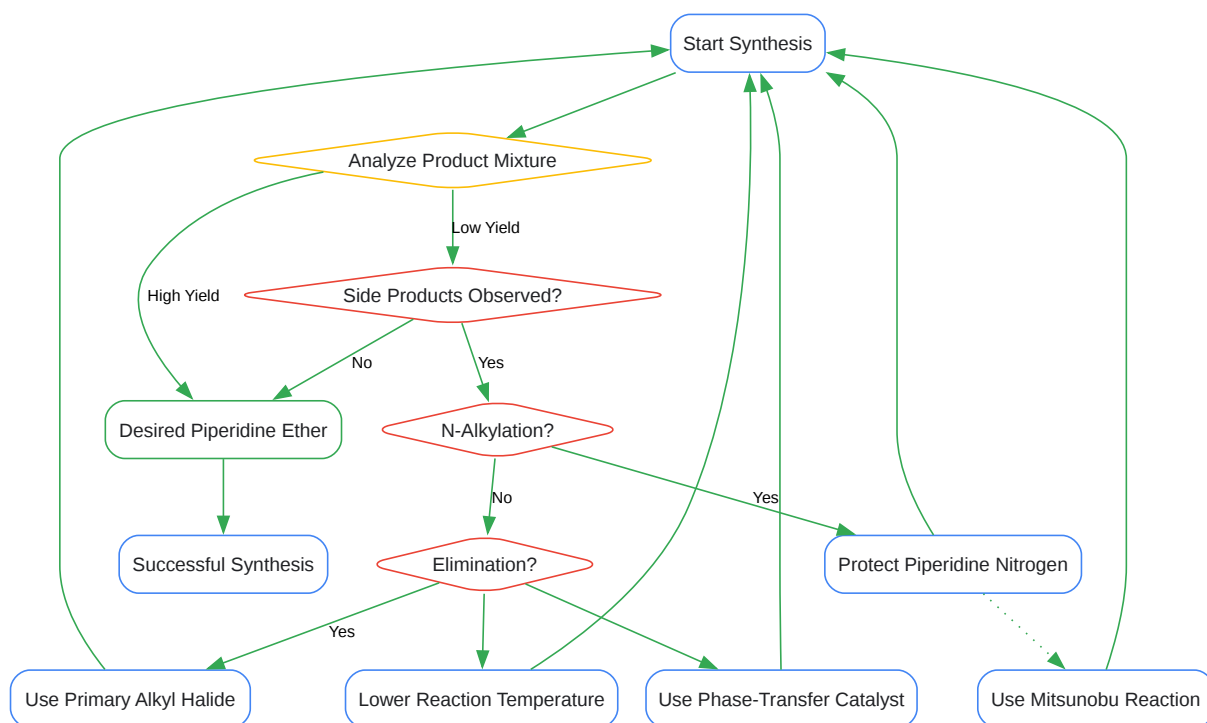 Start Synthesis
Analyze Product Mixture
Low Yield
Side Products Observed?
High Yield
No
Yes
Desired Piperidine Ether
N-Alkylation?
No
Yes
Successful Synthesis
Elimination?
Protect Piperidine Nitrogen
Yes
Use Primary Alkyl Halide
Lower Reaction Temperature
Use Phase-Transfer Catalyst
Use Mitsunobu Reaction